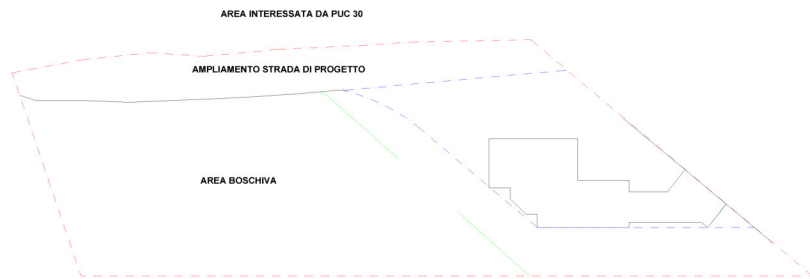 AREA INTERESSATA DA PUC 30
AMPLIAMENTO STRADA DI PROGETTO
AREA BOSCHIVA